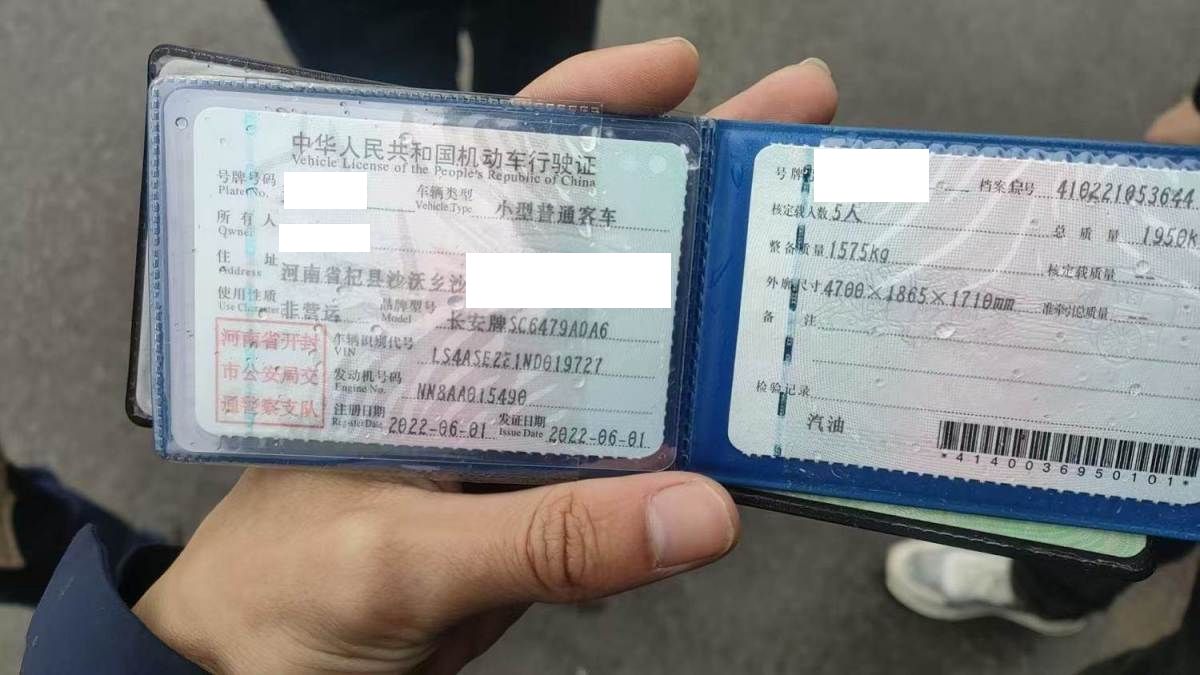 中华人民共和国机动车行驶证
Vehicle License of the People's Republic of China
号牌号码
Plate No.
车辆类型
Vehicle Type
小型普通客车
所有人
Owner
住址
Address
河南省杞县沙沃乡沙
使用性质
Use Character
非营运
品牌型号
Model
长安牌SC6479ADA6
河南省开封
市公安局交
通警察支队
车辆识别代号
VIN
LS4ASE2E1ND019727
发动机号码
Engine No.
NN8AA015490
注册日期
Register Date
2022-06-01
发证日期
Issue Date
2022-06-01
号牌
档案编号
410221053644
核定载人数 5人
总质量
1950k
整备质量 1575kg
核定载质量 --
外廓尺寸 4700×1865×1710mm
准牵引总质量 --
备注
检验记录
汽油
*4140036950101*